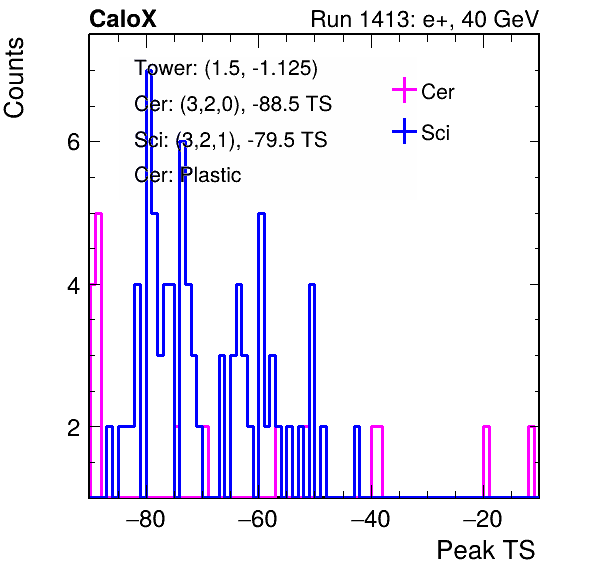 CaloX Run 1413: e+, 40 GeV
Counts
Tower: (1.5, -1.125)
Cer: (3,2,0), -88.5 TS
Sci: (3,2,1), -79.5 TS
Cer: Plastic
Cer
Sci
6
4
2
−80 −60 −40 −20
Peak TS